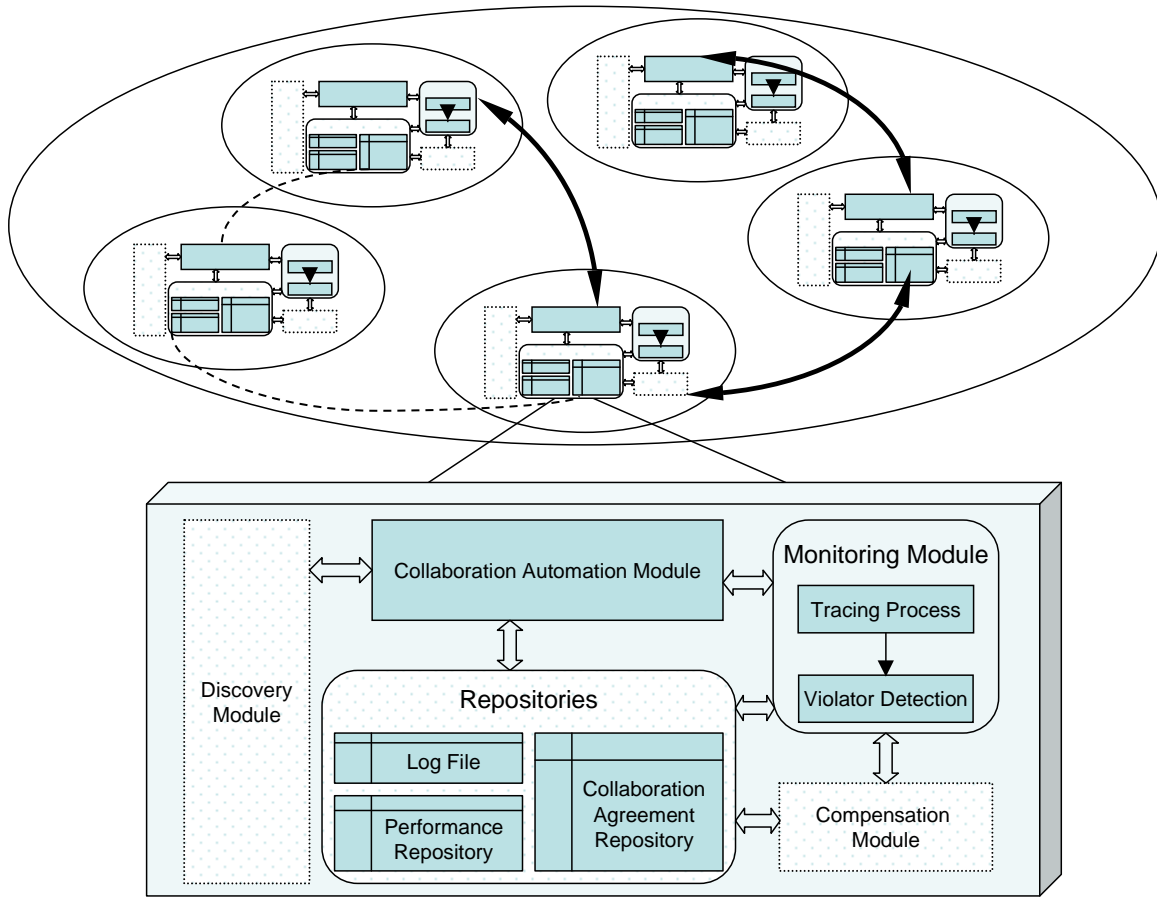 Collaboration Automation Module
Monitoring Module
Tracing Process
Violator Detection
Discovery
Module
Repositories
Log File
Performance
Repository
Collaboration
Agreement
Repository
Compensation
Module